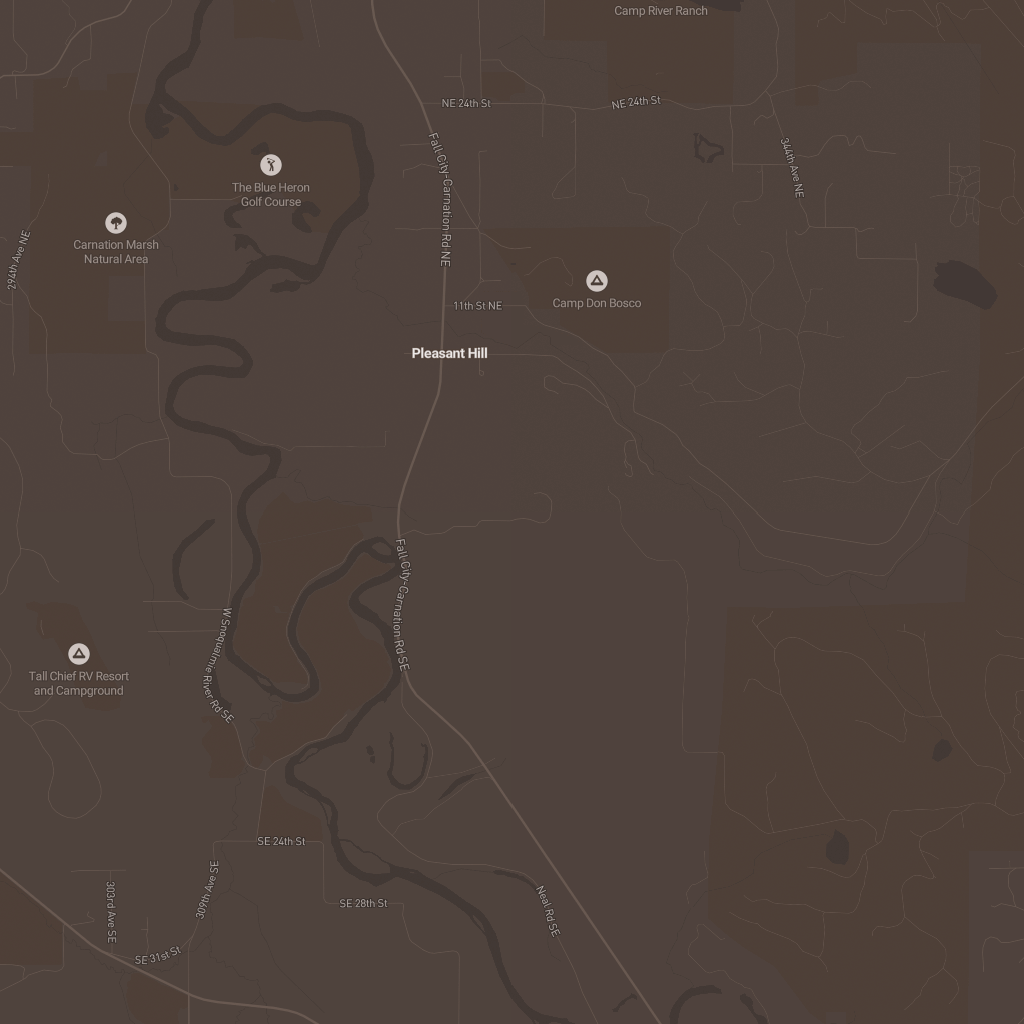 Camp River Ranch
NE 24th St
NE 24th St
Fall City-Carnation Rd NE
344th Ave NE
The Blue Heron
Golf Course
Carnation Marsh
Natural Area
294th Ave NE
Camp Don Bosco
11th St NE
Pleasant Hill
Fall City-Carnation Rd SE
W Snoqualmie River Rd SE
Tall Chief RV Resort
and Campground
SE 24th St
303rd Ave SE
309th Ave SE
SE 28th St
Neal Rd SE
SE 31st St